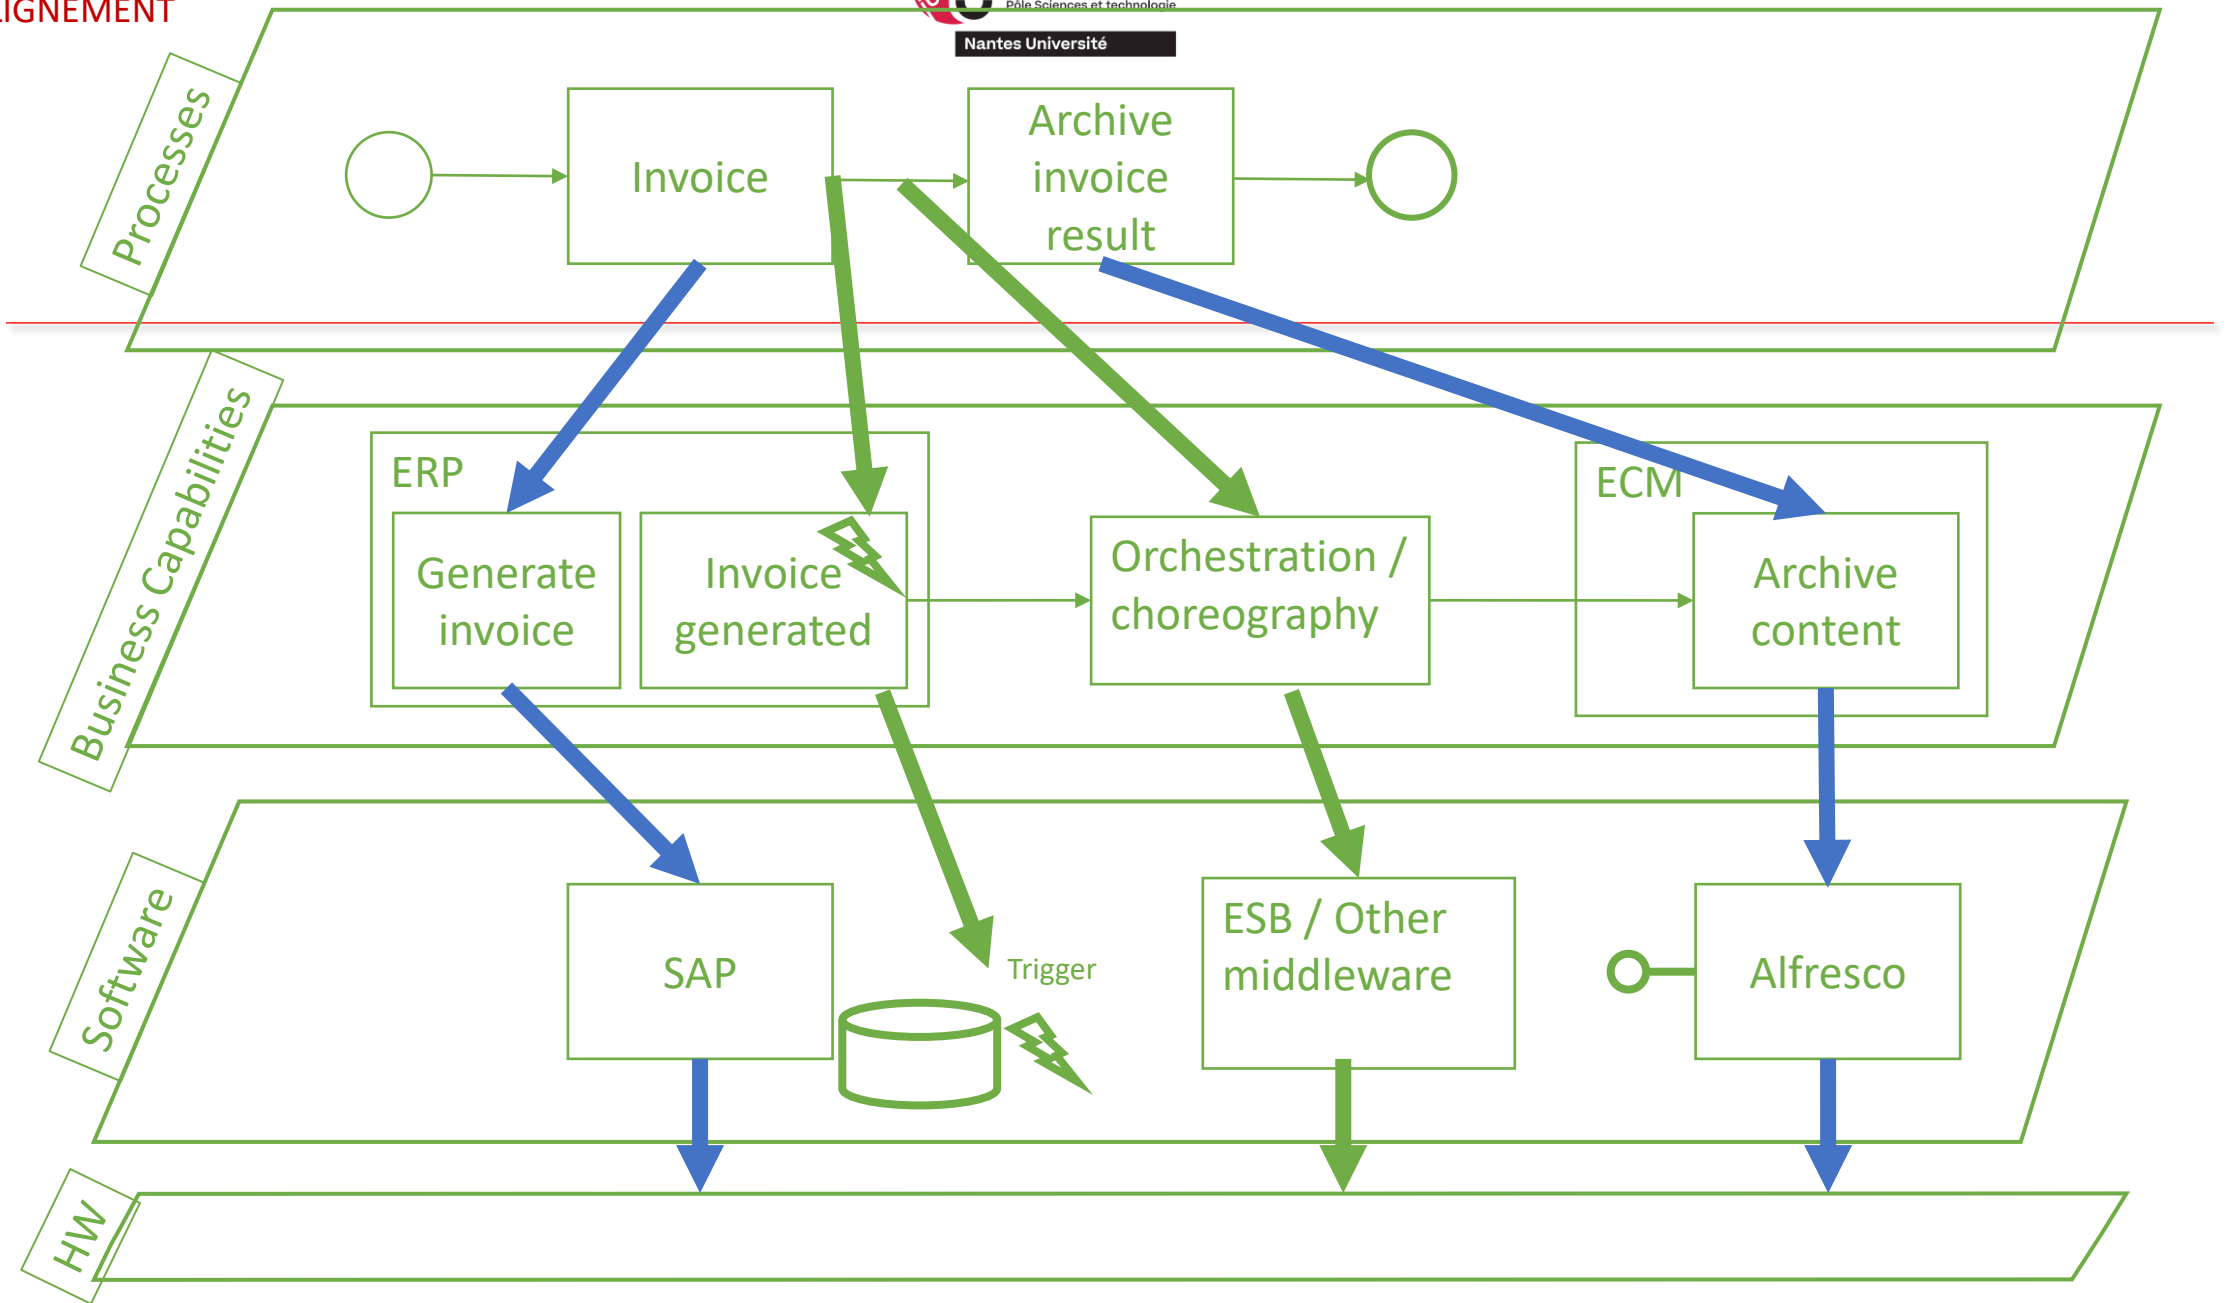 LIGNEMENT
Pôle Sciences et technologie
Nantes Université
Processes
Invoice
Archive
invoice
result
Business Capabilities
ERP
Generate
invoice
Invoice
generated
Orchestration /
choreography
ECM
Archive
content
Software
SAP
Trigger
ESB / Other
middleware
Alfresco
HW